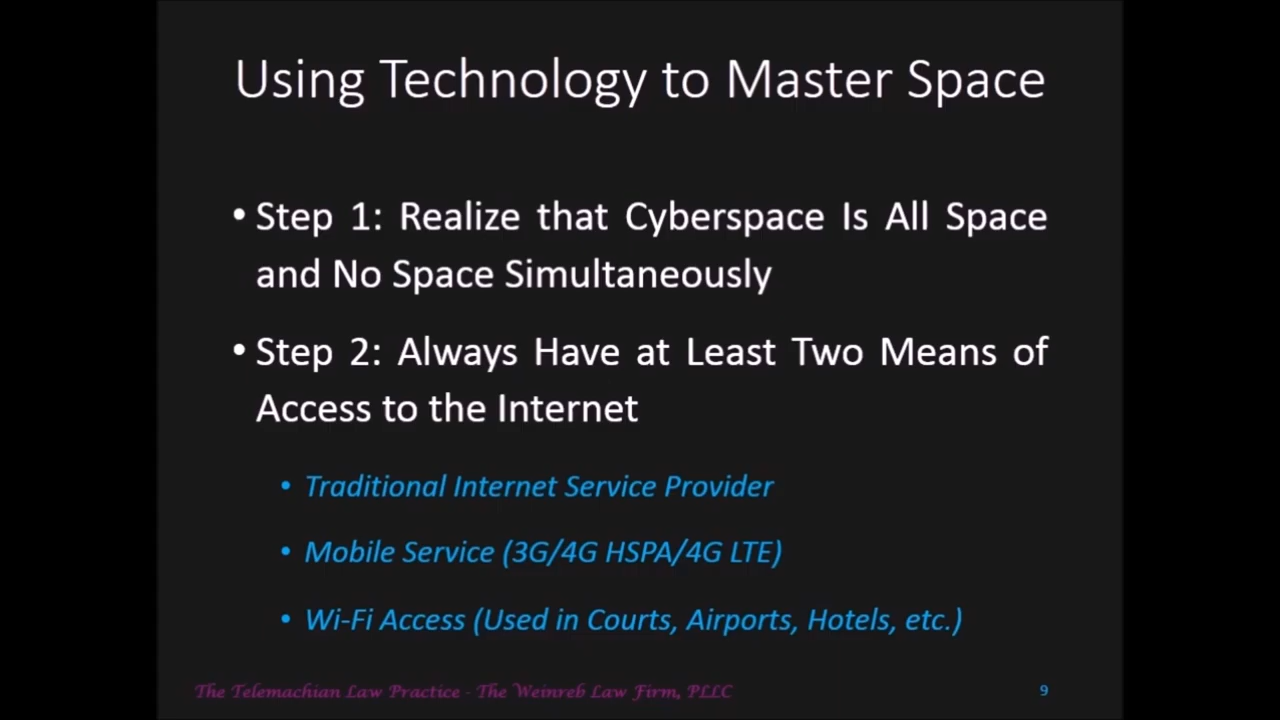 Using Technology to Master Space
• Step 1: Realize that Cyberspace Is All Space
and No Space Simultaneously
• Step 2: Always Have at Least Two Means of
Access to the Internet
• Traditional Internet Service Provider
• Mobile Service (3G/4G HSPA/4G LTE)
• Wi-Fi Access (Used in Courts, Airports, Hotels, etc.)
The Telemachian Law Practice - The Weinreb Law Firm, PLLC
9